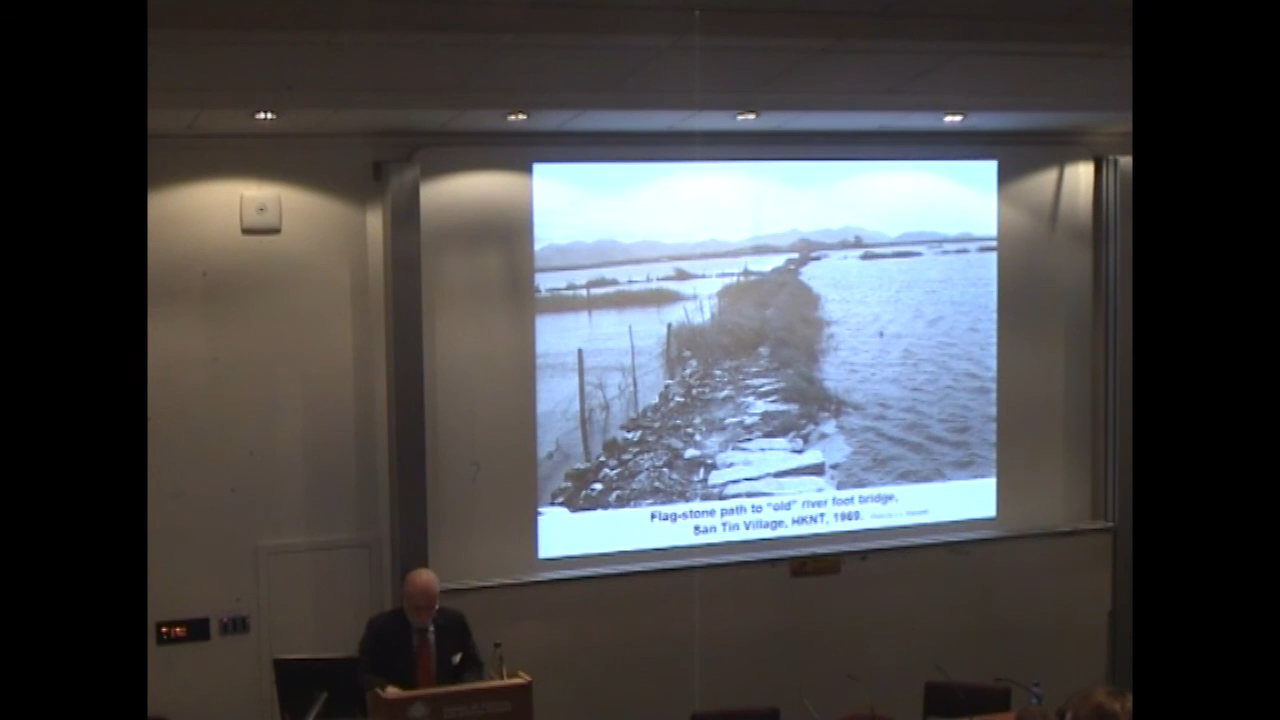 Flag-stone path to "old" river foot bridge,
San Tin Village, HKNT, 1969.